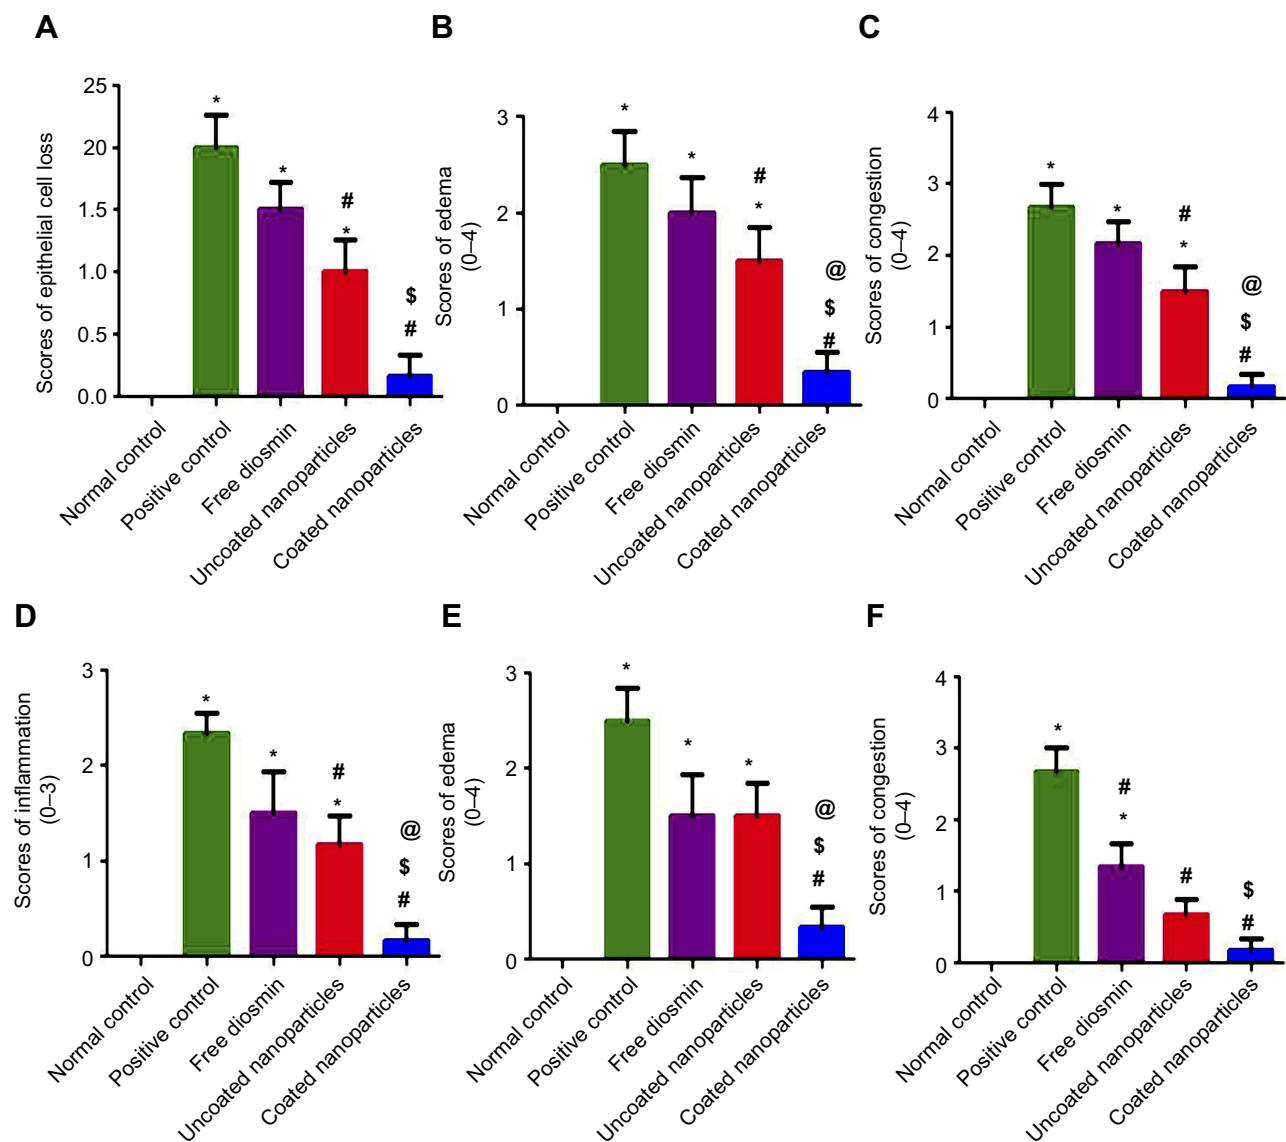 A
Scores of epithelial cell loss
25
20
1.5
1.0
0.5
0.0
*
*
#
*
$
#
Normal control
Positive control
Free diosmin
Uncoated nanoparticles
Coated nanoparticles
B
Scores of edema
(0–4)
3
2
1
0
*
*
#
*
@
$
#
Normal control
Positive control
Free diosmin
Uncoated nanoparticles
Coated nanoparticles
C
Scores of congestion
(0–4)
4
3
2
1
0
*
*
#
*
@
$
#
Normal control
Positive control
Free diosmin
Uncoated nanoparticles
Coated nanoparticles
D
Scores of inflammation
(0–3)
3
2
1
0
*
*
#
*
@
$
#
Normal control
Positive control
Free diosmin
Uncoated nanoparticles
Coated nanoparticles
E
Scores of edema
(0–4)
3
2
1
0
*
*
*
@
$
#
Normal control
Positive control
Free diosmin
Uncoated nanoparticles
Coated nanoparticles
F
Scores of congestion
(0–4)
4
3
2
1
0
*
#
*
#
$
#
Normal control
Positive control
Free diosmin
Uncoated nanoparticles
Coated nanoparticles